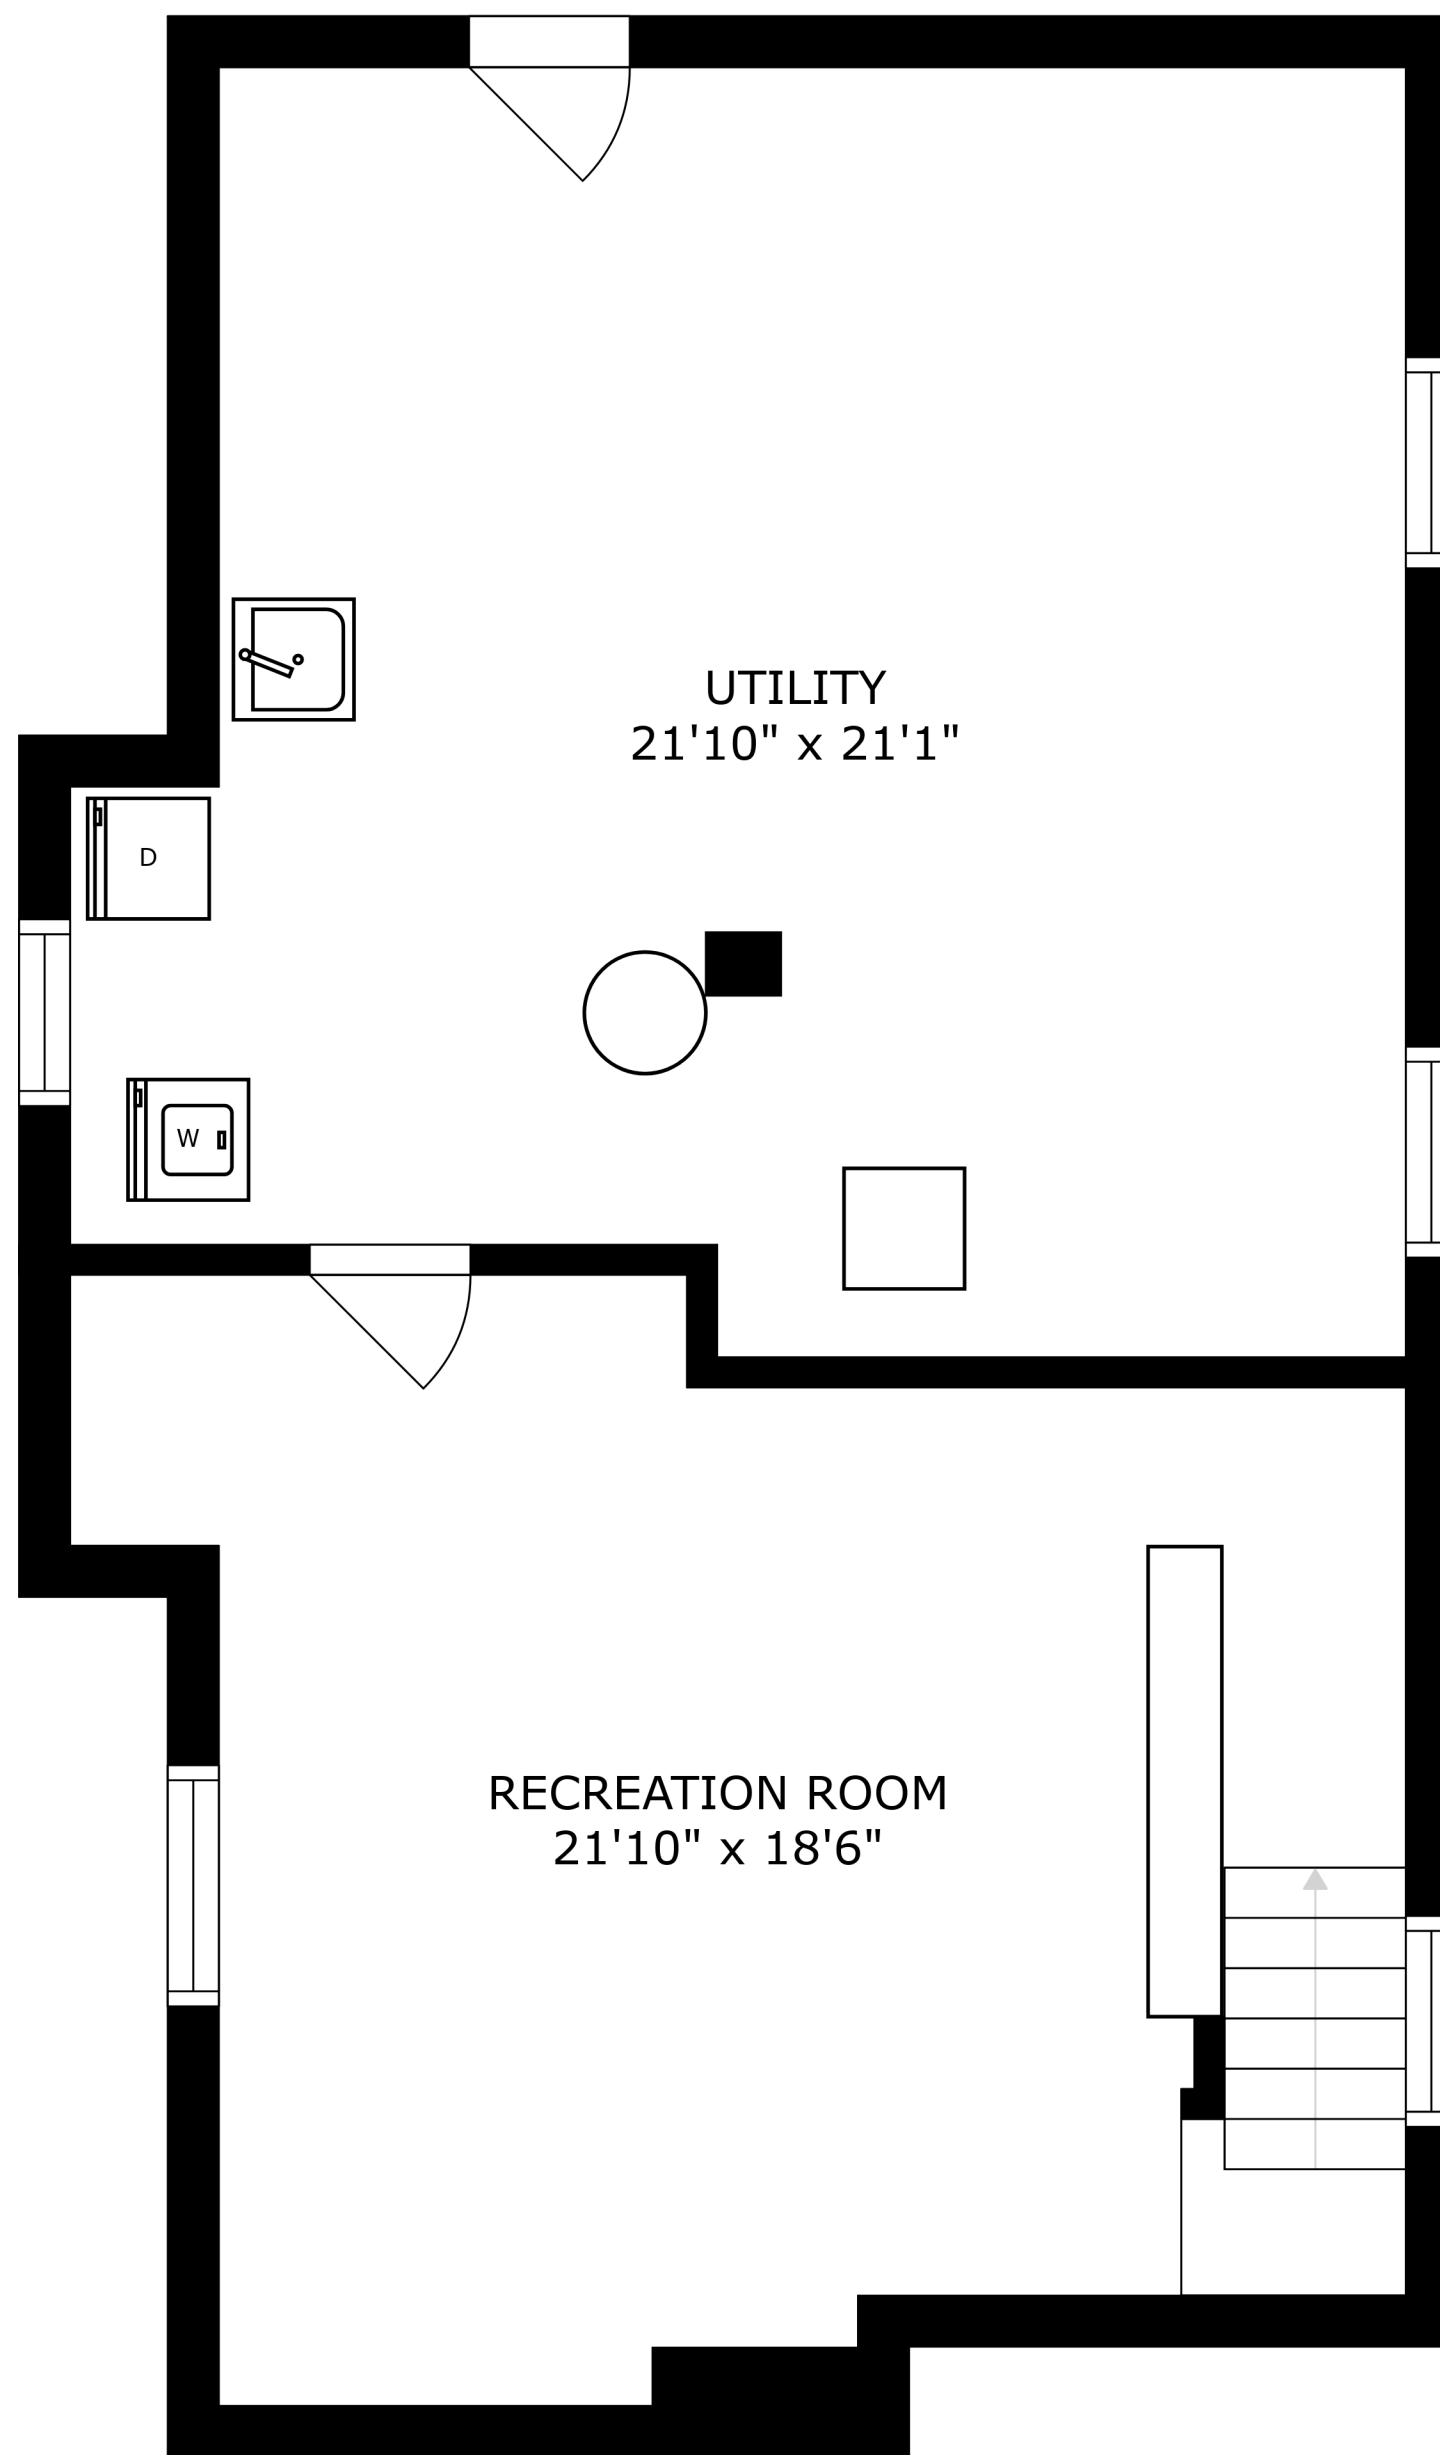 UTILITY
21'10" x 21'1"
D
W
RECREATION ROOM
21'10" x 18'6"